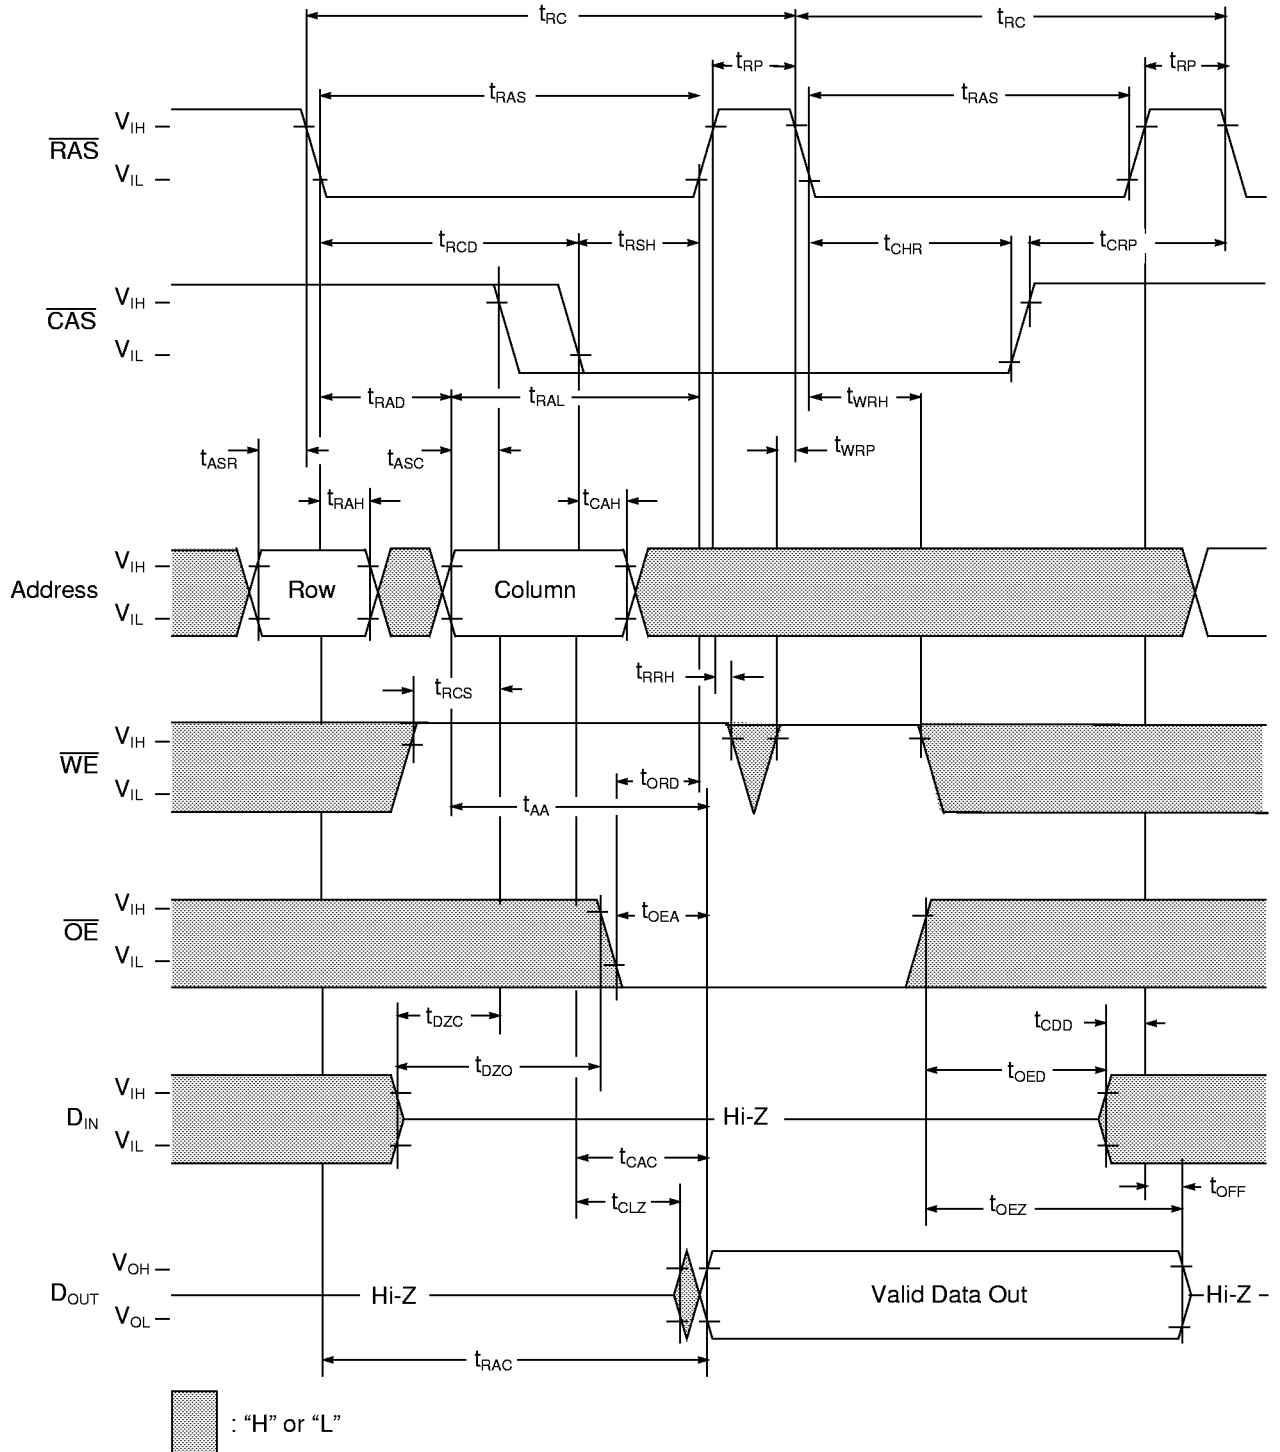 tRC tRC
tRP tRP
tRAS tRAS
RAS VIH
VIL
tRCD tRSH tCHR tCRP
CAS VIH
VIL
tRAD tRAL tWRH
tASR tASC tWRP
tRAH tCAH
Address VIH
Row Column
VIL
tRRH
tRCS
WE VIH
VIL
tORD
tAA
OE VIH
tOEA
VIL
tDZC tCDD
tDZO tOED
DIN VIH
Hi-Z
VIL
tCAC
tCLZ tOEZ tOFF
DOUT VOH
Hi-Z Valid Data Out Hi-Z
VOL
tRAC
: “H” or “L”